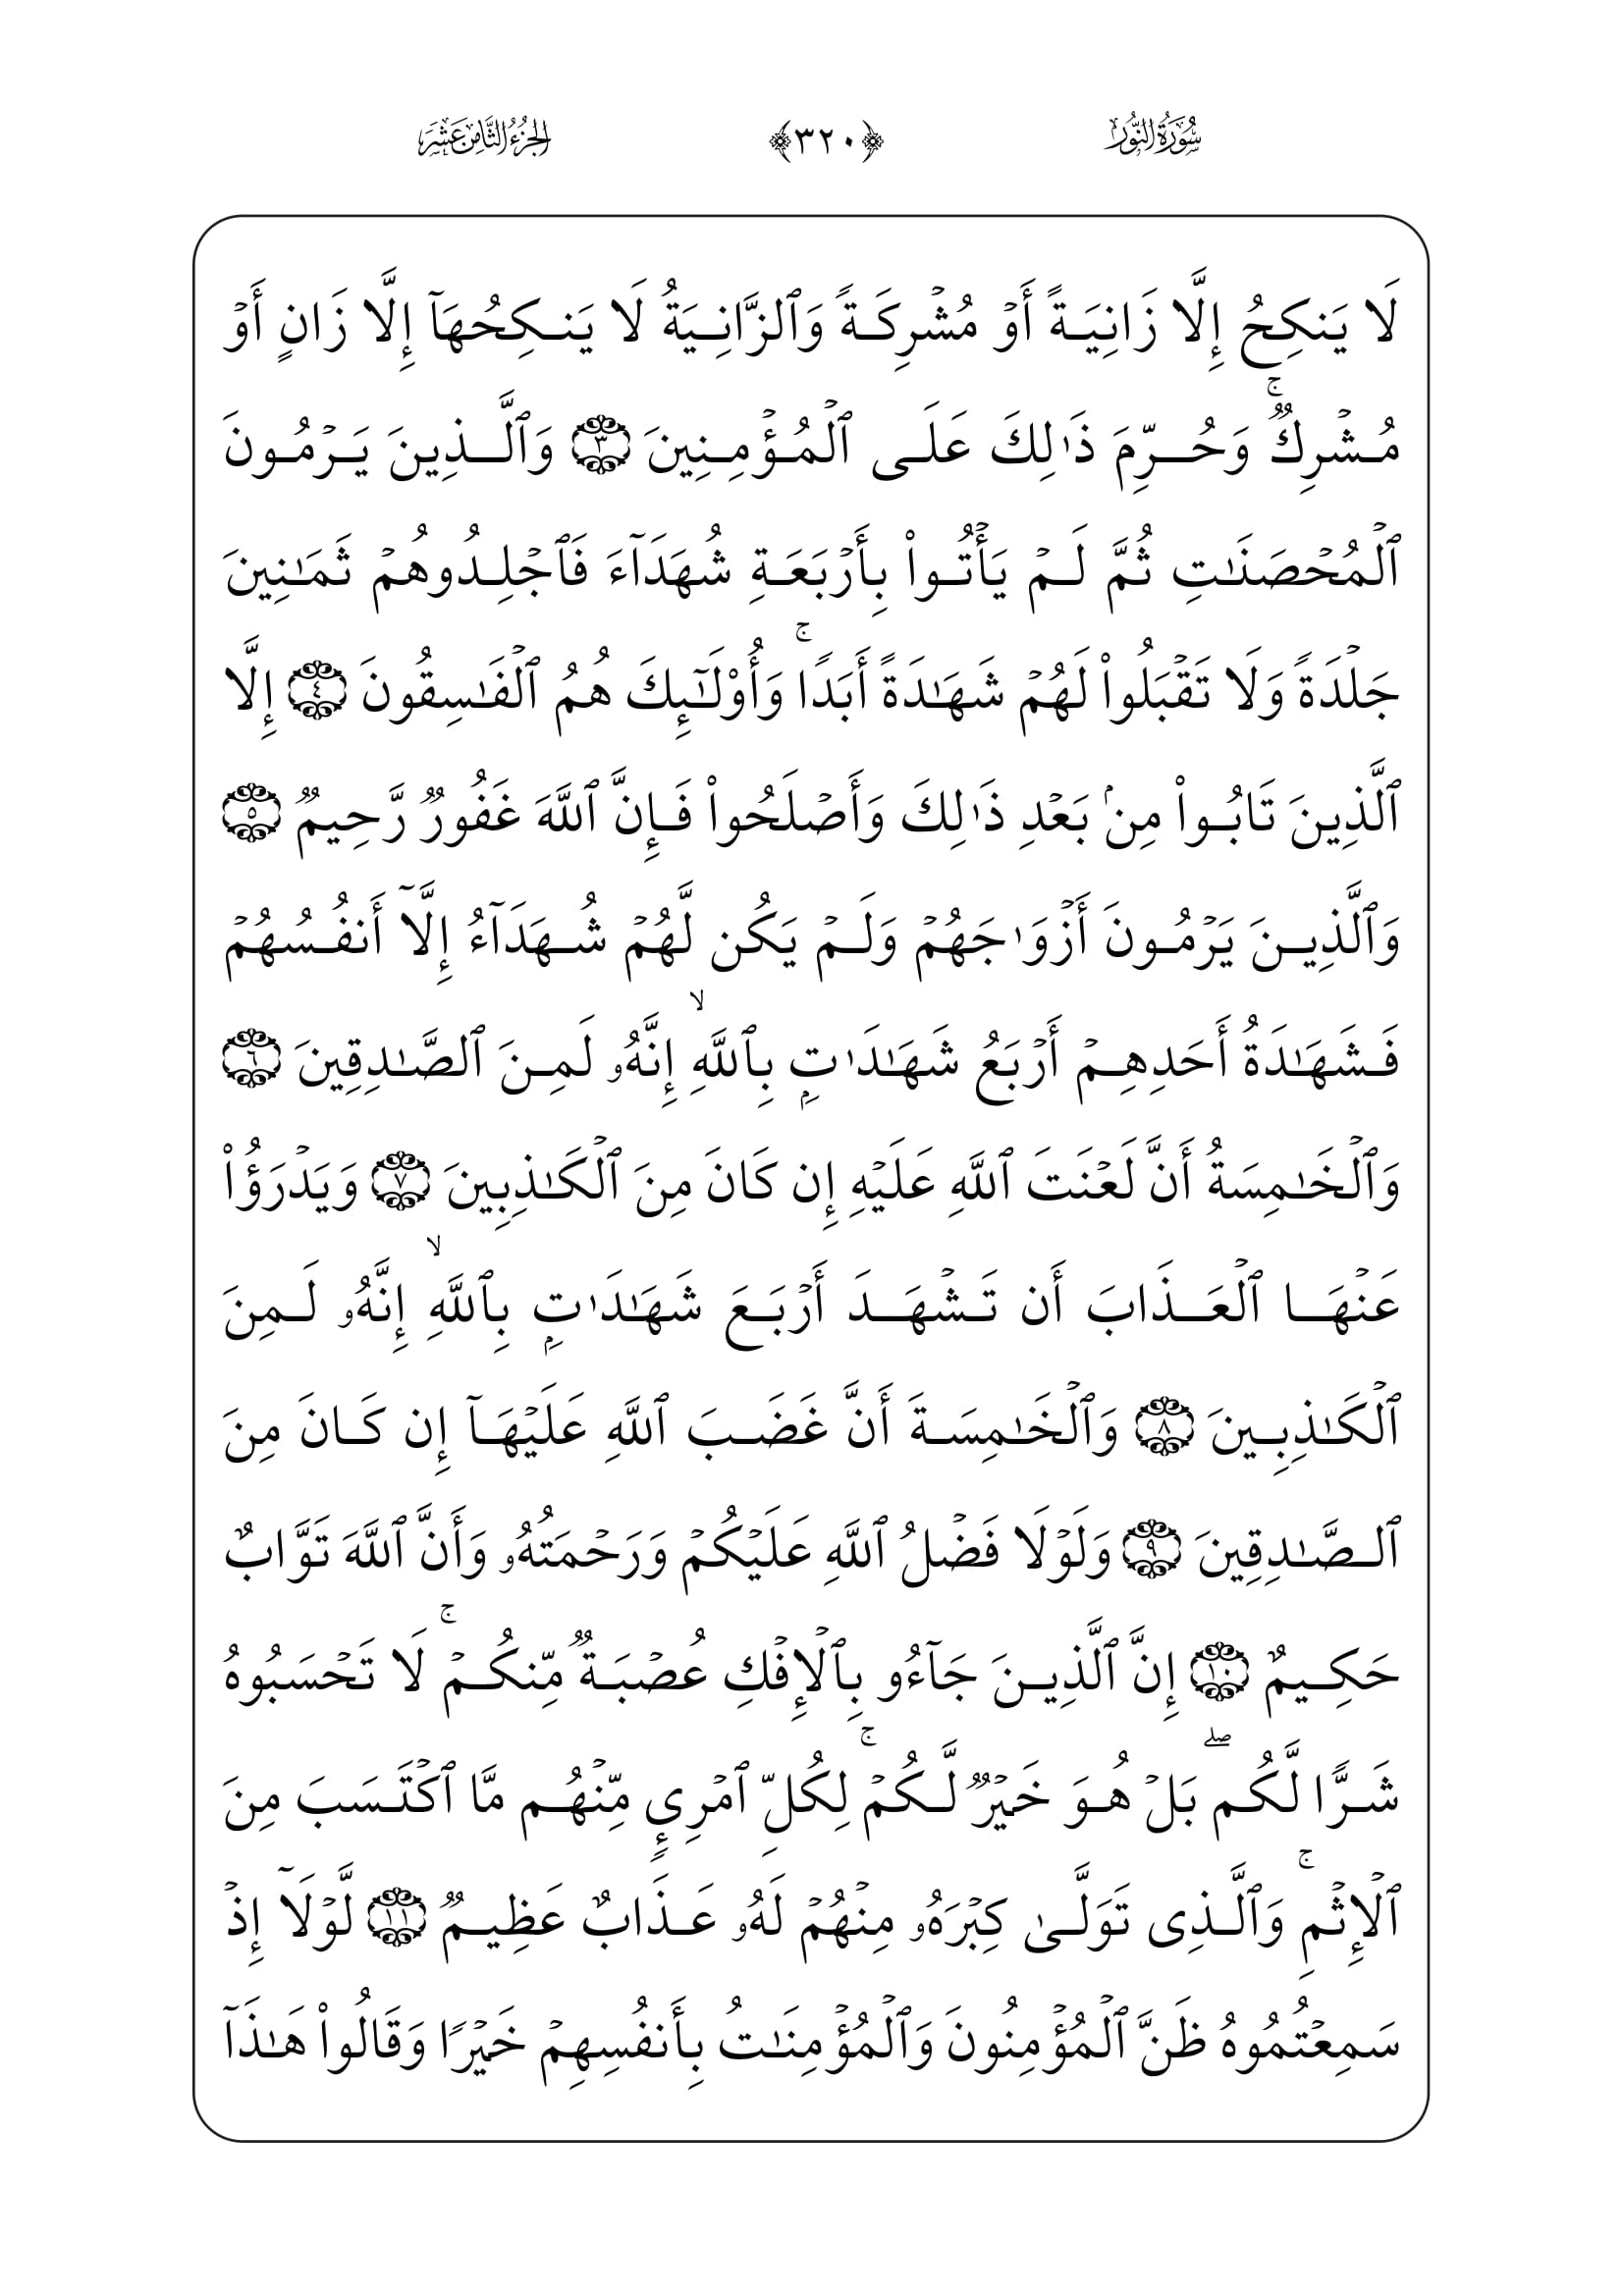 سُورَةُ النُّورِ ﴿٣٢٠﴾ الجُزْءُ الثَّامِنَ عَشَرَ
لَا يَنكِحُ إِلَّا زَانِيَةً أَوۡ مُشۡرِكَةً وَٱلزَّانِيَةُ لَا يَنكِحُهَآ إِلَّا زَانٍ أَوۡ
مُشۡرِكٞۚ وَحُرِّمَ ذَٰلِكَ عَلَى ٱلۡمُؤۡمِنِينَ ٣ وَٱلَّذِينَ يَرۡمُونَ
ٱلۡمُحۡصَنَٰتِ ثُمَّ لَمۡ يَأۡتُواْ بِأَرۡبَعَةِ شُهَدَآءَ فَٱجۡلِدُوهُمۡ ثَمَٰنِينَ
جَلۡدَةً وَلَا تَقۡبَلُواْ لَهُمۡ شَهَٰدَةً أَبَدًاۚ وَأُوْلَٰٓئِكَ هُمُ ٱلۡفَٰسِقُونَ ٤ إِلَّا
ٱلَّذِينَ تَابُواْ مِنۢ بَعۡدِ ذَٰلِكَ وَأَصۡلَحُواْ فَإِنَّ ٱللَّهَ غَفُورٞ رَّحِيمٞ ٥
وَٱلَّذِينَ يَرۡمُونَ أَزۡوَٰجَهُمۡ وَلَمۡ يَكُن لَّهُمۡ شُهَدَآءُ إِلَّآ أَنفُسُهُمۡ
فَشَهَٰدَةُ أَحَدِهِمۡ أَرۡبَعُ شَهَٰدَٰتِۭ بِٱللَّهِۙ إِنَّهُۥ لَمِنَ ٱلصَّٰدِقِينَ ٦
وَٱلۡخَٰمِسَةُ أَنَّ لَعۡنَتَ ٱللَّهِ عَلَيۡهِ إِن كَانَ مِنَ ٱلۡكَٰذِبِينَ ٧ وَيَدۡرَؤُاْ
عَنۡهَا ٱلۡعَذَابَ أَن تَشۡهَدَ أَرۡبَعَ شَهَٰدَٰتِۭ بِٱللَّهِۙ إِنَّهُۥ لَمِنَ
ٱلۡكَٰذِبِينَ ٨ وَٱلۡخَٰمِسَةَ أَنَّ غَضَبَ ٱللَّهِ عَلَيۡهَآ إِن كَانَ مِنَ
ٱلصَّٰدِقِينَ ٩ وَلَوۡلَا فَضۡلُ ٱللَّهِ عَلَيۡكُمۡ وَرَحۡمَتُهُۥ وَأَنَّ ٱللَّهَ تَوَّابٌ
حَكِيمٌ ١٠ إِنَّ ٱلَّذِينَ جَآءُو بِٱلۡإِفۡكِ عُصۡبَةٞ مِّنكُمۡۚ لَا تَحۡسَبُوهُ
شَرّٗا لَّكُمۖ بَلۡ هُوَ خَيۡرٞ لَّكُمۡۚ لِكُلِّ ٱمۡرِيٕٖ مِّنۡهُم مَّا ٱكۡتَسَبَ مِنَ
ٱلۡإِثۡمِۚ وَٱلَّذِي تَوَلَّىٰ كِبۡرَهُۥ مِنۡهُمۡ لَهُۥ عَذَابٌ عَظِيمٞ ١١ لَّوۡلَآ إِذۡ
سَمِعۡتُمُوهُ ظَنَّ ٱلۡمُؤۡمِنُونَ وَٱلۡمُؤۡمِنَٰتُ بِأَنفُسِهِمۡ خَيۡرٗا وَقَالُواْ هَٰذَآ